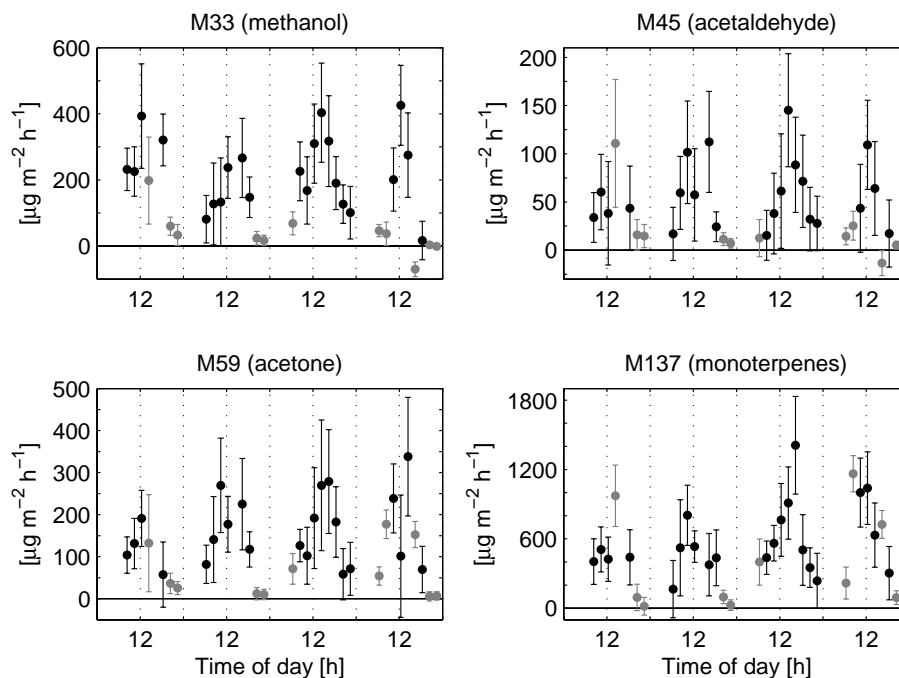 M33 (methanol)
600
400
200
0
[µg m−2 h−1]
12 12 12 12
M45 (acetaldehyde)
200
150
100
50
0
[µg m−2 h−1]
12 12 12 12
M59 (acetone)
500
400
300
200
100
0
[µg m−2 h−1]
12 12 12 12
Time of day [h]
M137 (monoterpenes)
1800
1200
600
0
[µg m−2 h−1]
12 12 12 12
Time of day [h]